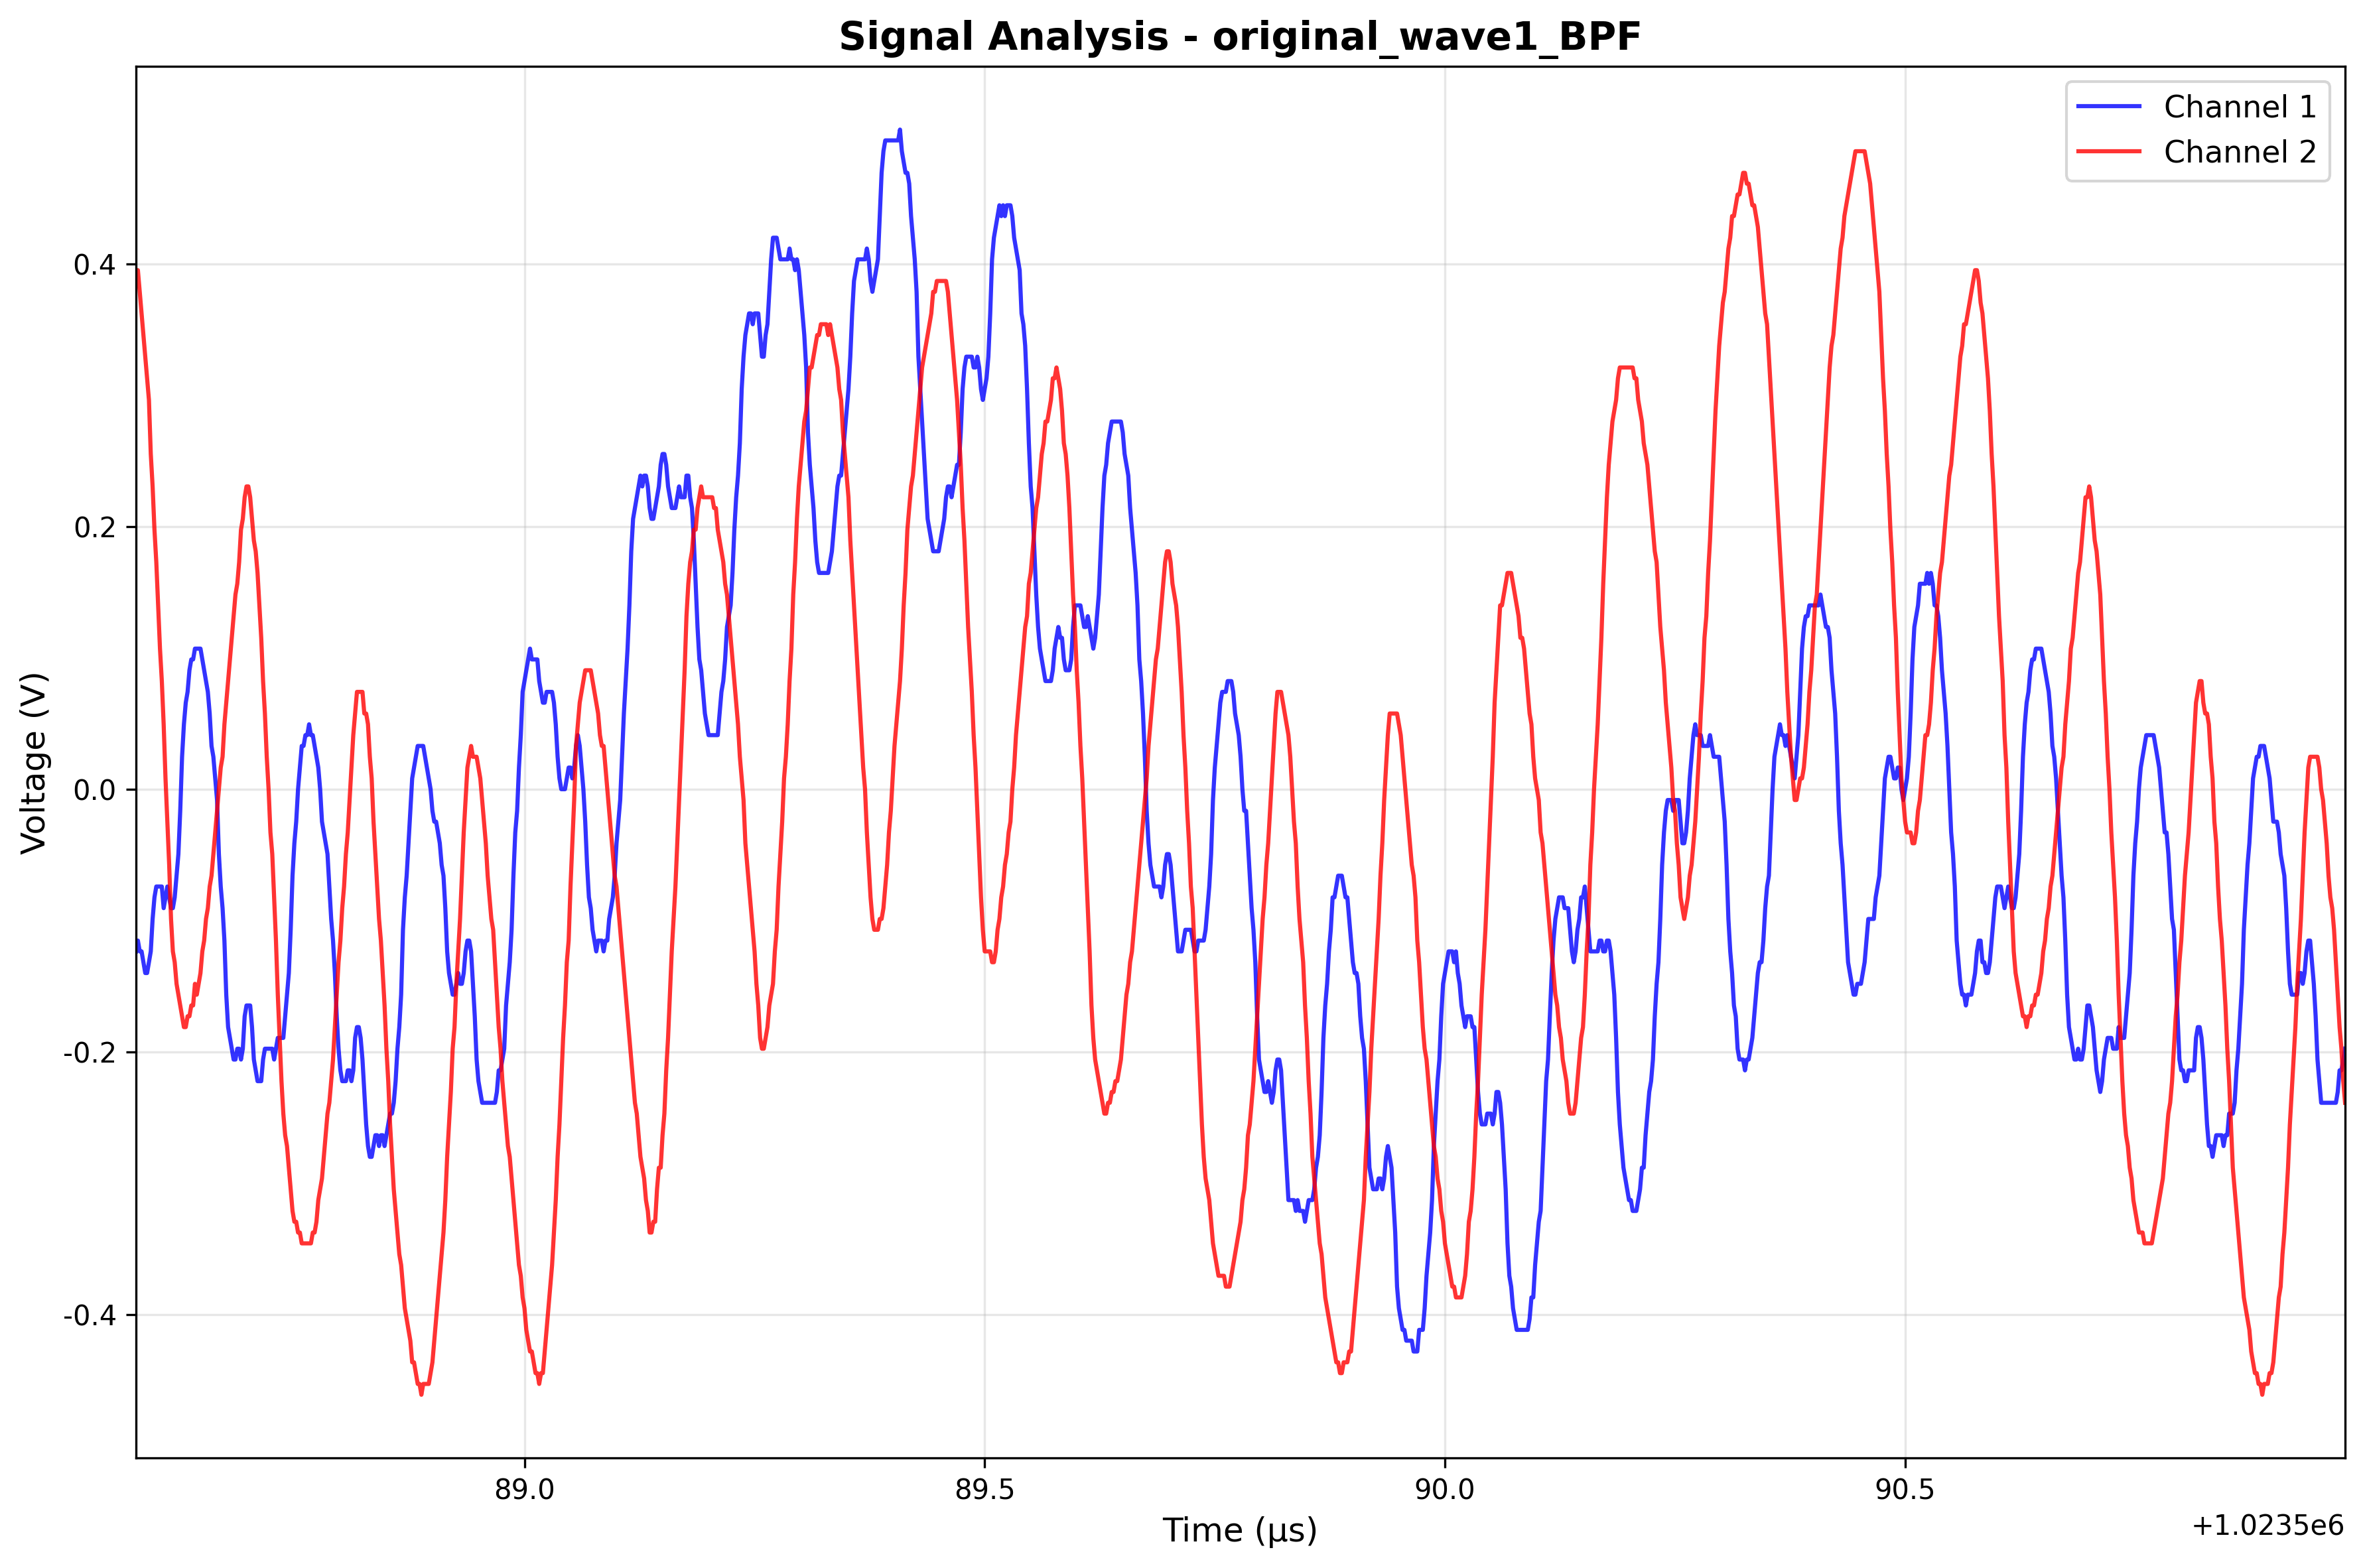 Signal Analysis - original_wave1_BPF
Channel 1
Channel 2
Voltage (V)
0.4
0.2
0.0
-0.2
-0.4
89.0
89.5
90.0
90.5
Time (µs)
+1.0235e6